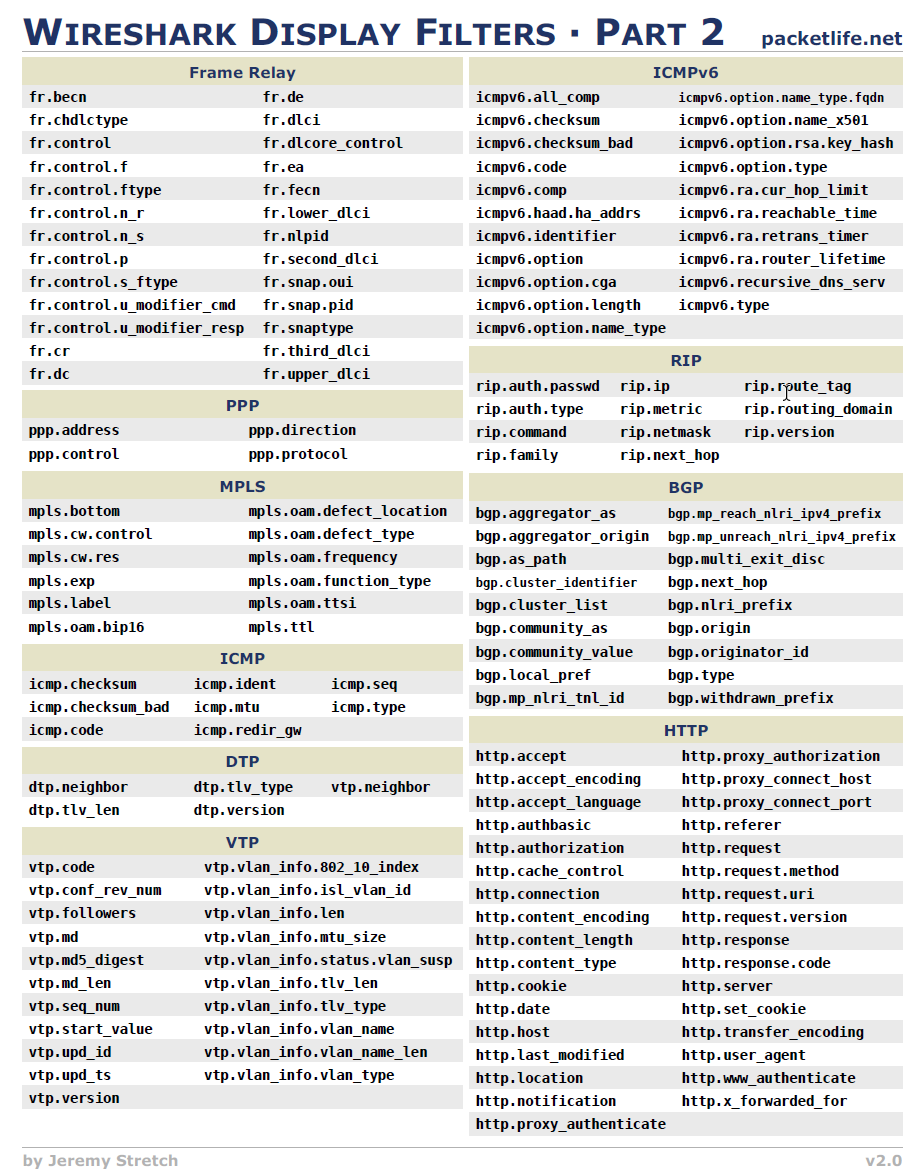 WIRESHARK DISPLAY FILTERS · PART 2 packetlife.net
Frame Relay
fr.becn fr.de
fr.chdlctype fr.dlci
fr.control fr.dlcore_control
fr.control.f fr.ea
fr.control.ftype fr.fecn
fr.control.n_r fr.lower_dlci
fr.control.n_s fr.nlpid
fr.control.p fr.second_dlci
fr.control.s_ftype fr.snap.oui
fr.control.u_modifier_cmd fr.snap.pid
fr.control.u_modifier_resp fr.snaptype
fr.cr fr.third_dlci
fr.dc fr.upper_dlci
PPP
ppp.address ppp.direction
ppp.control ppp.protocol
MPLS
mpls.bottom mpls.oam.defect_location
mpls.cw.control mpls.oam.defect_type
mpls.cw.res mpls.oam.frequency
mpls.exp mpls.oam.function_type
mpls.label mpls.oam.ttsi
mpls.oam.bip16 mpls.ttl
ICMP
icmp.checksum icmp.ident icmp.seq
icmp.checksum_bad icmp.mtu icmp.type
icmp.code icmp.redir_gw
DTP
dtp.neighbor dtp.tlv_type vtp.neighbor
dtp.tlv_len dtp.version
VTP
vtp.code vtp.vlan_info.802_10_index
vtp.conf_rev_num vtp.vlan_info.isl_vlan_id
vtp.followers vtp.vlan_info.len
vtp.md vtp.vlan_info.mtu_size
vtp.md5_digest vtp.vlan_info.status.vlan_susp
vtp.md_len vtp.vlan_info.tlv_len
vtp.seq_num vtp.vlan_info.tlv_type
vtp.start_value vtp.vlan_info.vlan_name
vtp.upd_id vtp.vlan_info.vlan_name_len
vtp.upd_ts vtp.vlan_info.vlan_type
vtp.version
ICMPv6
icmpv6.all_comp icmpv6.option.name_type.fqdn
icmpv6.checksum icmpv6.option.name_x501
icmpv6.checksum_bad icmpv6.option.rsa.key_hash
icmpv6.code icmpv6.option.type
icmpv6.comp icmpv6.ra.cur_hop_limit
icmpv6.haad.ha_addrs icmpv6.ra.reachable_time
icmpv6.identifier icmpv6.ra.retrans_timer
icmpv6.option icmpv6.ra.router_lifetime
icmpv6.option.cga icmpv6.recursive_dns_serv
icmpv6.option.length icmpv6.type
icmpv6.option.name_type
RIP
rip.auth.passwd rip.ip rip.route_tag
rip.auth.type rip.metric rip.routing_domain
rip.command rip.netmask rip.version
rip.family rip.next_hop
BGP
bgp.aggregator_as bgp.mp_reach_nlri_ipv4_prefix
bgp.aggregator_origin bgp.mp_unreach_nlri_ipv4_prefix
bgp.as_path bgp.multi_exit_disc
bgp.cluster_identifier bgp.next_hop
bgp.cluster_list bgp.nlri_prefix
bgp.community_as bgp.origin
bgp.community_value bgp.originator_id
bgp.local_pref bgp.type
bgp.mp_nlri_tnl_id bgp.withdrawn_prefix
HTTP
http.accept http.proxy_authorization
http.accept_encoding http.proxy_connect_host
http.accept_language http.proxy_connect_port
http.authbasic http.referer
http.authorization http.request
http.cache_control http.request.method
http.connection http.request.uri
http.content_encoding http.request.version
http.content_length http.response
http.content_type http.response.code
http.cookie http.server
http.date http.set_cookie
http.host http.transfer_encoding
http.last_modified http.user_agent
http.location http.www_authenticate
http.notification http.x_forwarded_for
http.proxy_authenticate
by Jeremy Stretch v2.0